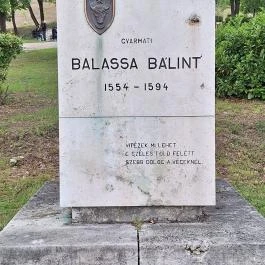 GYARMATI
BALASSA BÁLINT
1554 - 1594
VITÉZEK MI LEHET
E SZÉLES FÖLD FELETT
SZEBB DOLOG A VÉGEKNÉL